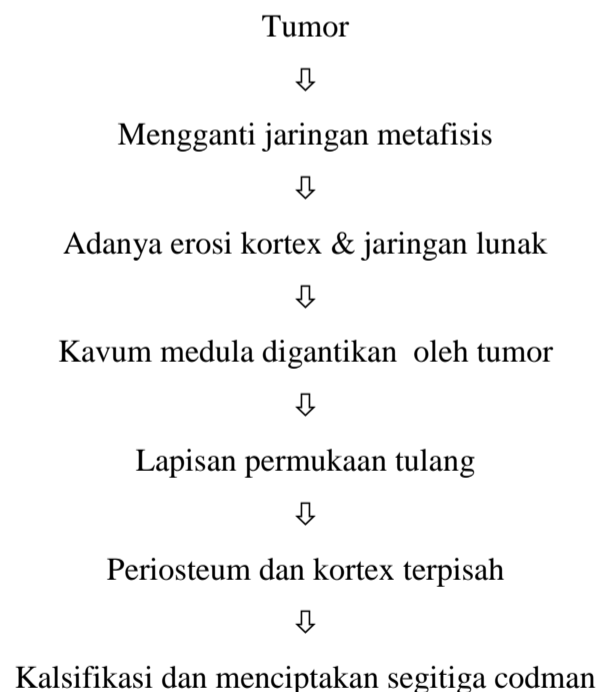 Tumor
⇩
Mengganti jaringan metafisis
⇩
Adanya erosi kortex & jaringan lunak
⇩
Kavum medula digantikan oleh tumor
⇩
Lapisan permukaan tulang
⇩
Periosteum dan kortex terpisah
⇩
Kalsifikasi dan menciptakan segitiga codman